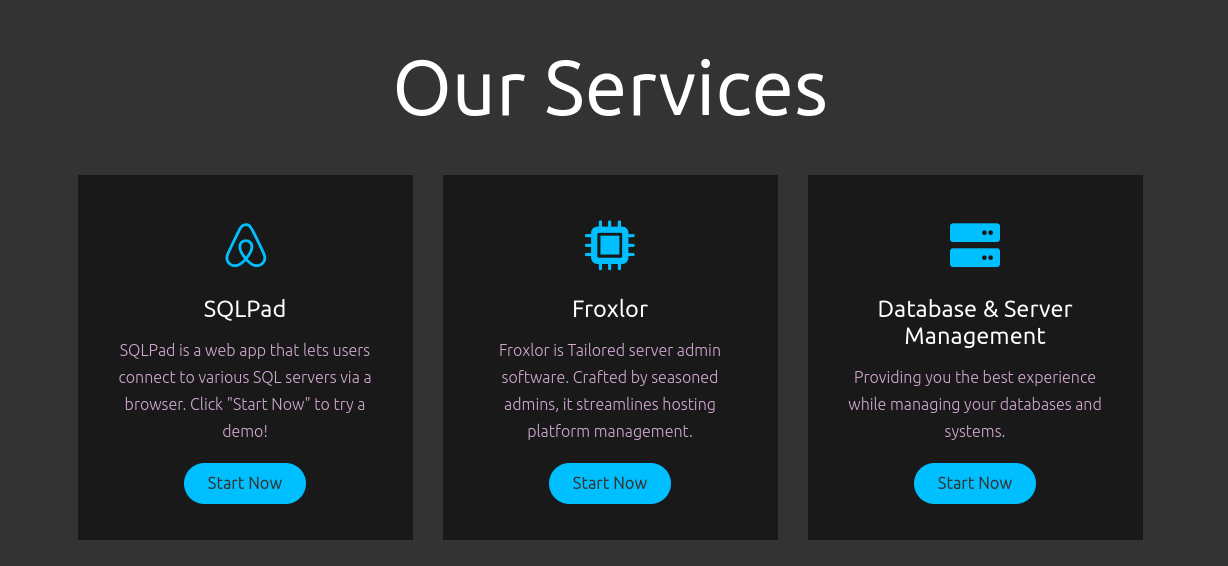 Our Services
SQLPad
SQLPad is a web app that lets users
connect to various SQL servers via a
browser. Click "Start Now" to try a
demo!
Start Now
Froxlor
Froxlor is Tailored server admin
software. Crafted by seasoned
admins, it streamlines hosting
platform management.
Start Now
Database & Server
Management
Providing you the best experience
while managing your databases and
systems.
Start Now